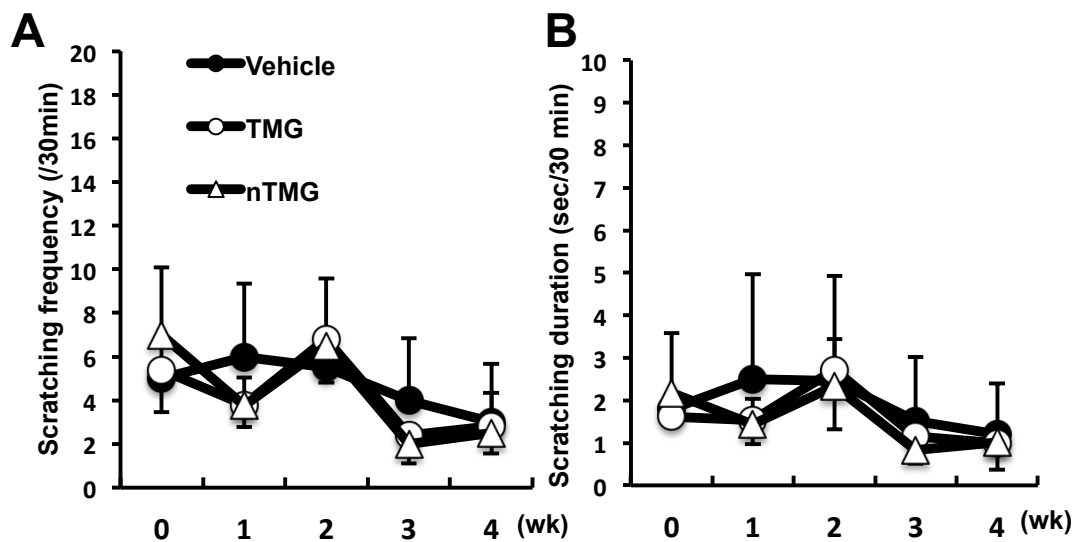 A
Scratching frequency (/30min)
20
18
16
14
12
10
8
6
4
2
0
Vehicle
TMG
nTMG
0 1 2 3 4 (wk)
B
Scratching duration (sec/30 min)
10
9
8
7
6
5
4
3
2
1
0
0 1 2 3 4 (wk)